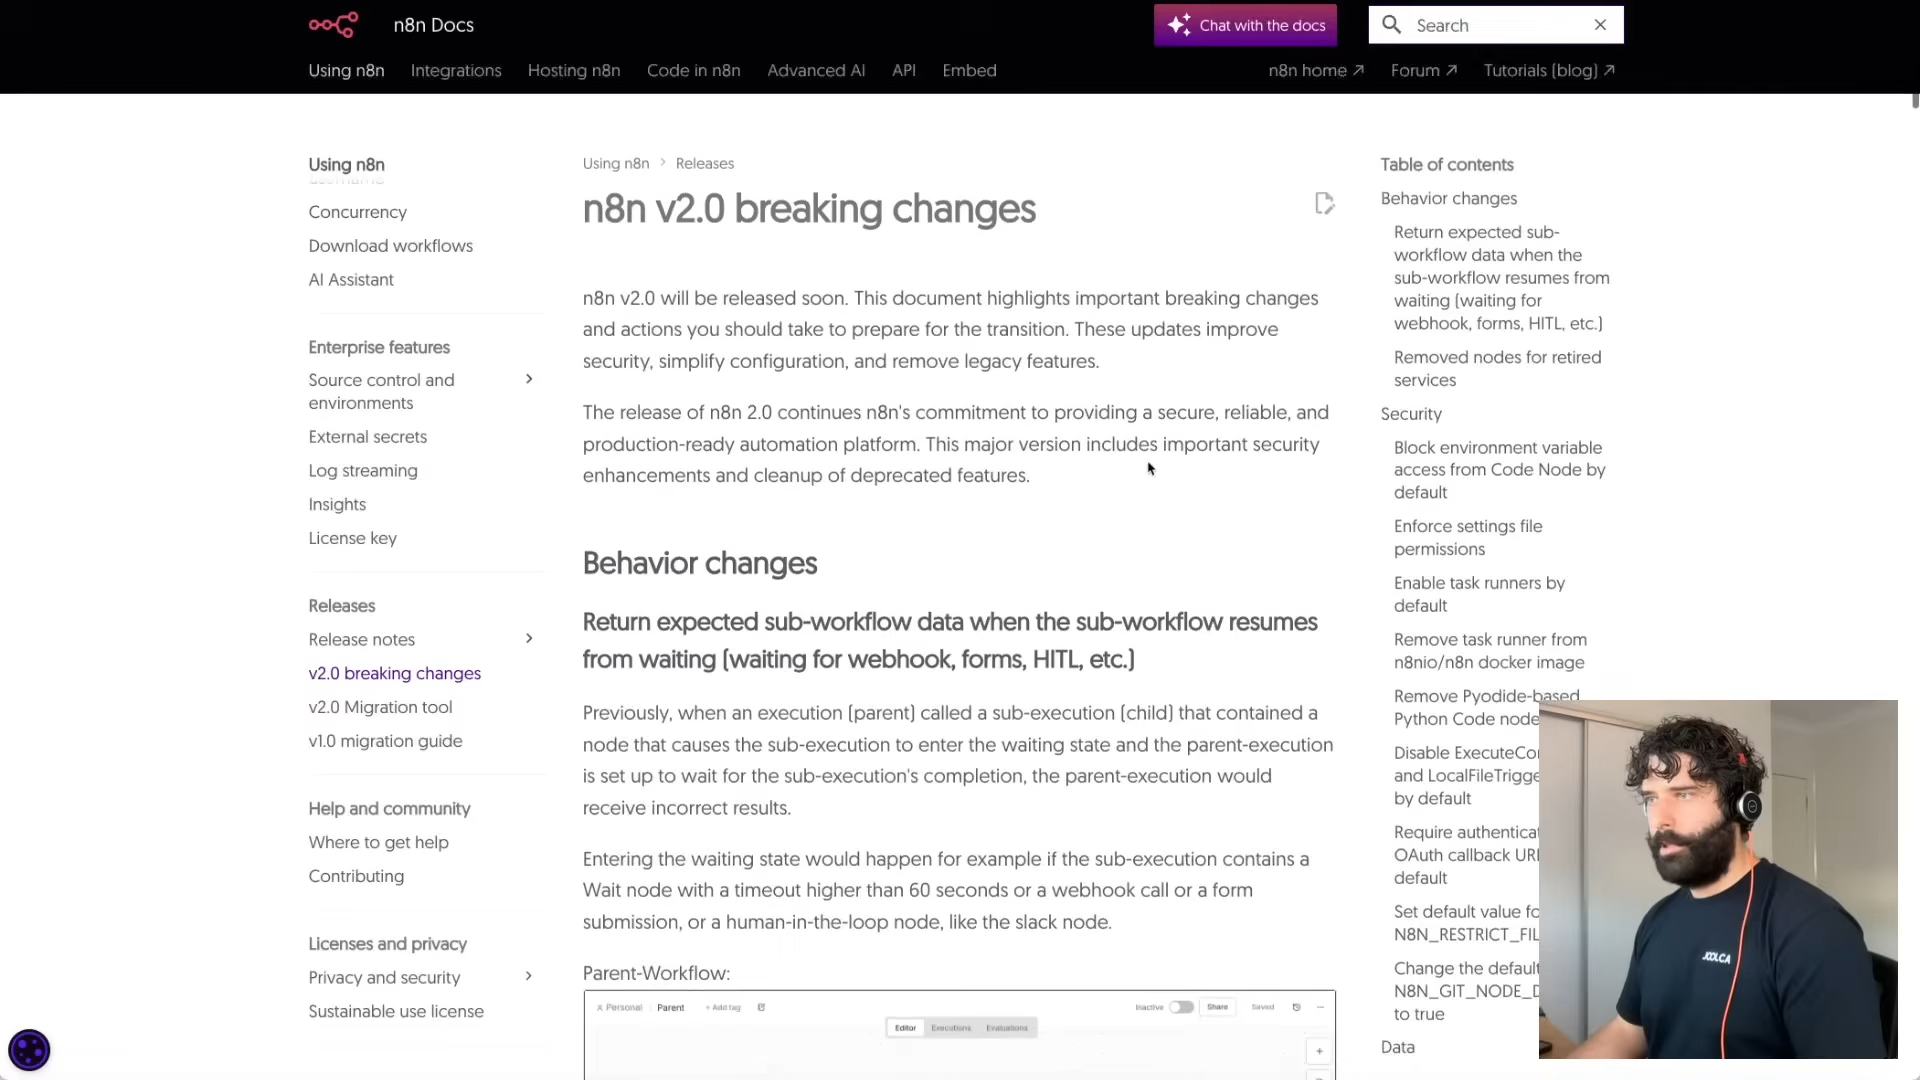 n8n Docs
Chat with the docs
Search
Using n8n
Integrations
Hosting n8n
Code in n8n
Advanced AI
API
Embed
n8n home
Forum
Tutorials (blog)
Using n8n
Concurrency
Download workflows
AI Assistant
Enterprise features
Source control and
environments
External secrets
Log streaming
Insights
License key
Releases
Release notes
v2.0 breaking changes
v2.0 Migration tool
v1.0 migration guide
Help and community
Where to get help
Contributing
Licenses and privacy
Privacy and security
Sustainable use license
Using n8n
Releases
n8n v2.0 breaking changes
n8n v2.0 will be released soon. This document highlights important breaking changes
and actions you should take to prepare for the transition. These updates improve
security, simplify configuration, and remove legacy features.
The release of n8n 2.0 continues n8n's commitment to providing a secure, reliable, and
production-ready automation platform. This major version includes important security
enhancements and cleanup of deprecated features.
Behavior changes
Return expected sub-workflow data when the sub-workflow resumes
from waiting (waiting for webhook, forms, HITL, etc.)
Previously, when an execution (parent) called a sub-execution (child) that contained a
node that causes the sub-execution to enter the waiting state and the parent-execution
is set up to wait for the sub-execution's completion, the parent-execution would
receive incorrect results.
Entering the waiting state would happen for example if the sub-execution contains a
Wait node with a timeout higher than 60 seconds or a webhook call or a form
submission, or a human-in-the-loop node, like the slack node.
Parent-Workflow:
Personal
Parent
+ Add tag
Inactive
Share
Saved
Editor
Executions
Evaluations
Table of contents
Behavior changes
Return expected sub-
workflow data when the
sub-workflow resumes from
waiting (waiting for
webhook, forms, HITL, etc.)
Removed nodes for retired
services
Security
Block environment variable
access from Code Node by
default
Enforce settings file
permissions
Enable task runners by
default
Remove task runner from
n8nio/n8n docker image
Remove Pyodide-based
Python Code node
Disable ExecuteCo
and LocalFileTrigge
by default
Require authenticat
OAuth callback UR
default
Set default value fo
N8N_RESTRICT_FIL
Change the default
N8N_GIT_NODE_D
to true
Data
JOOLCA